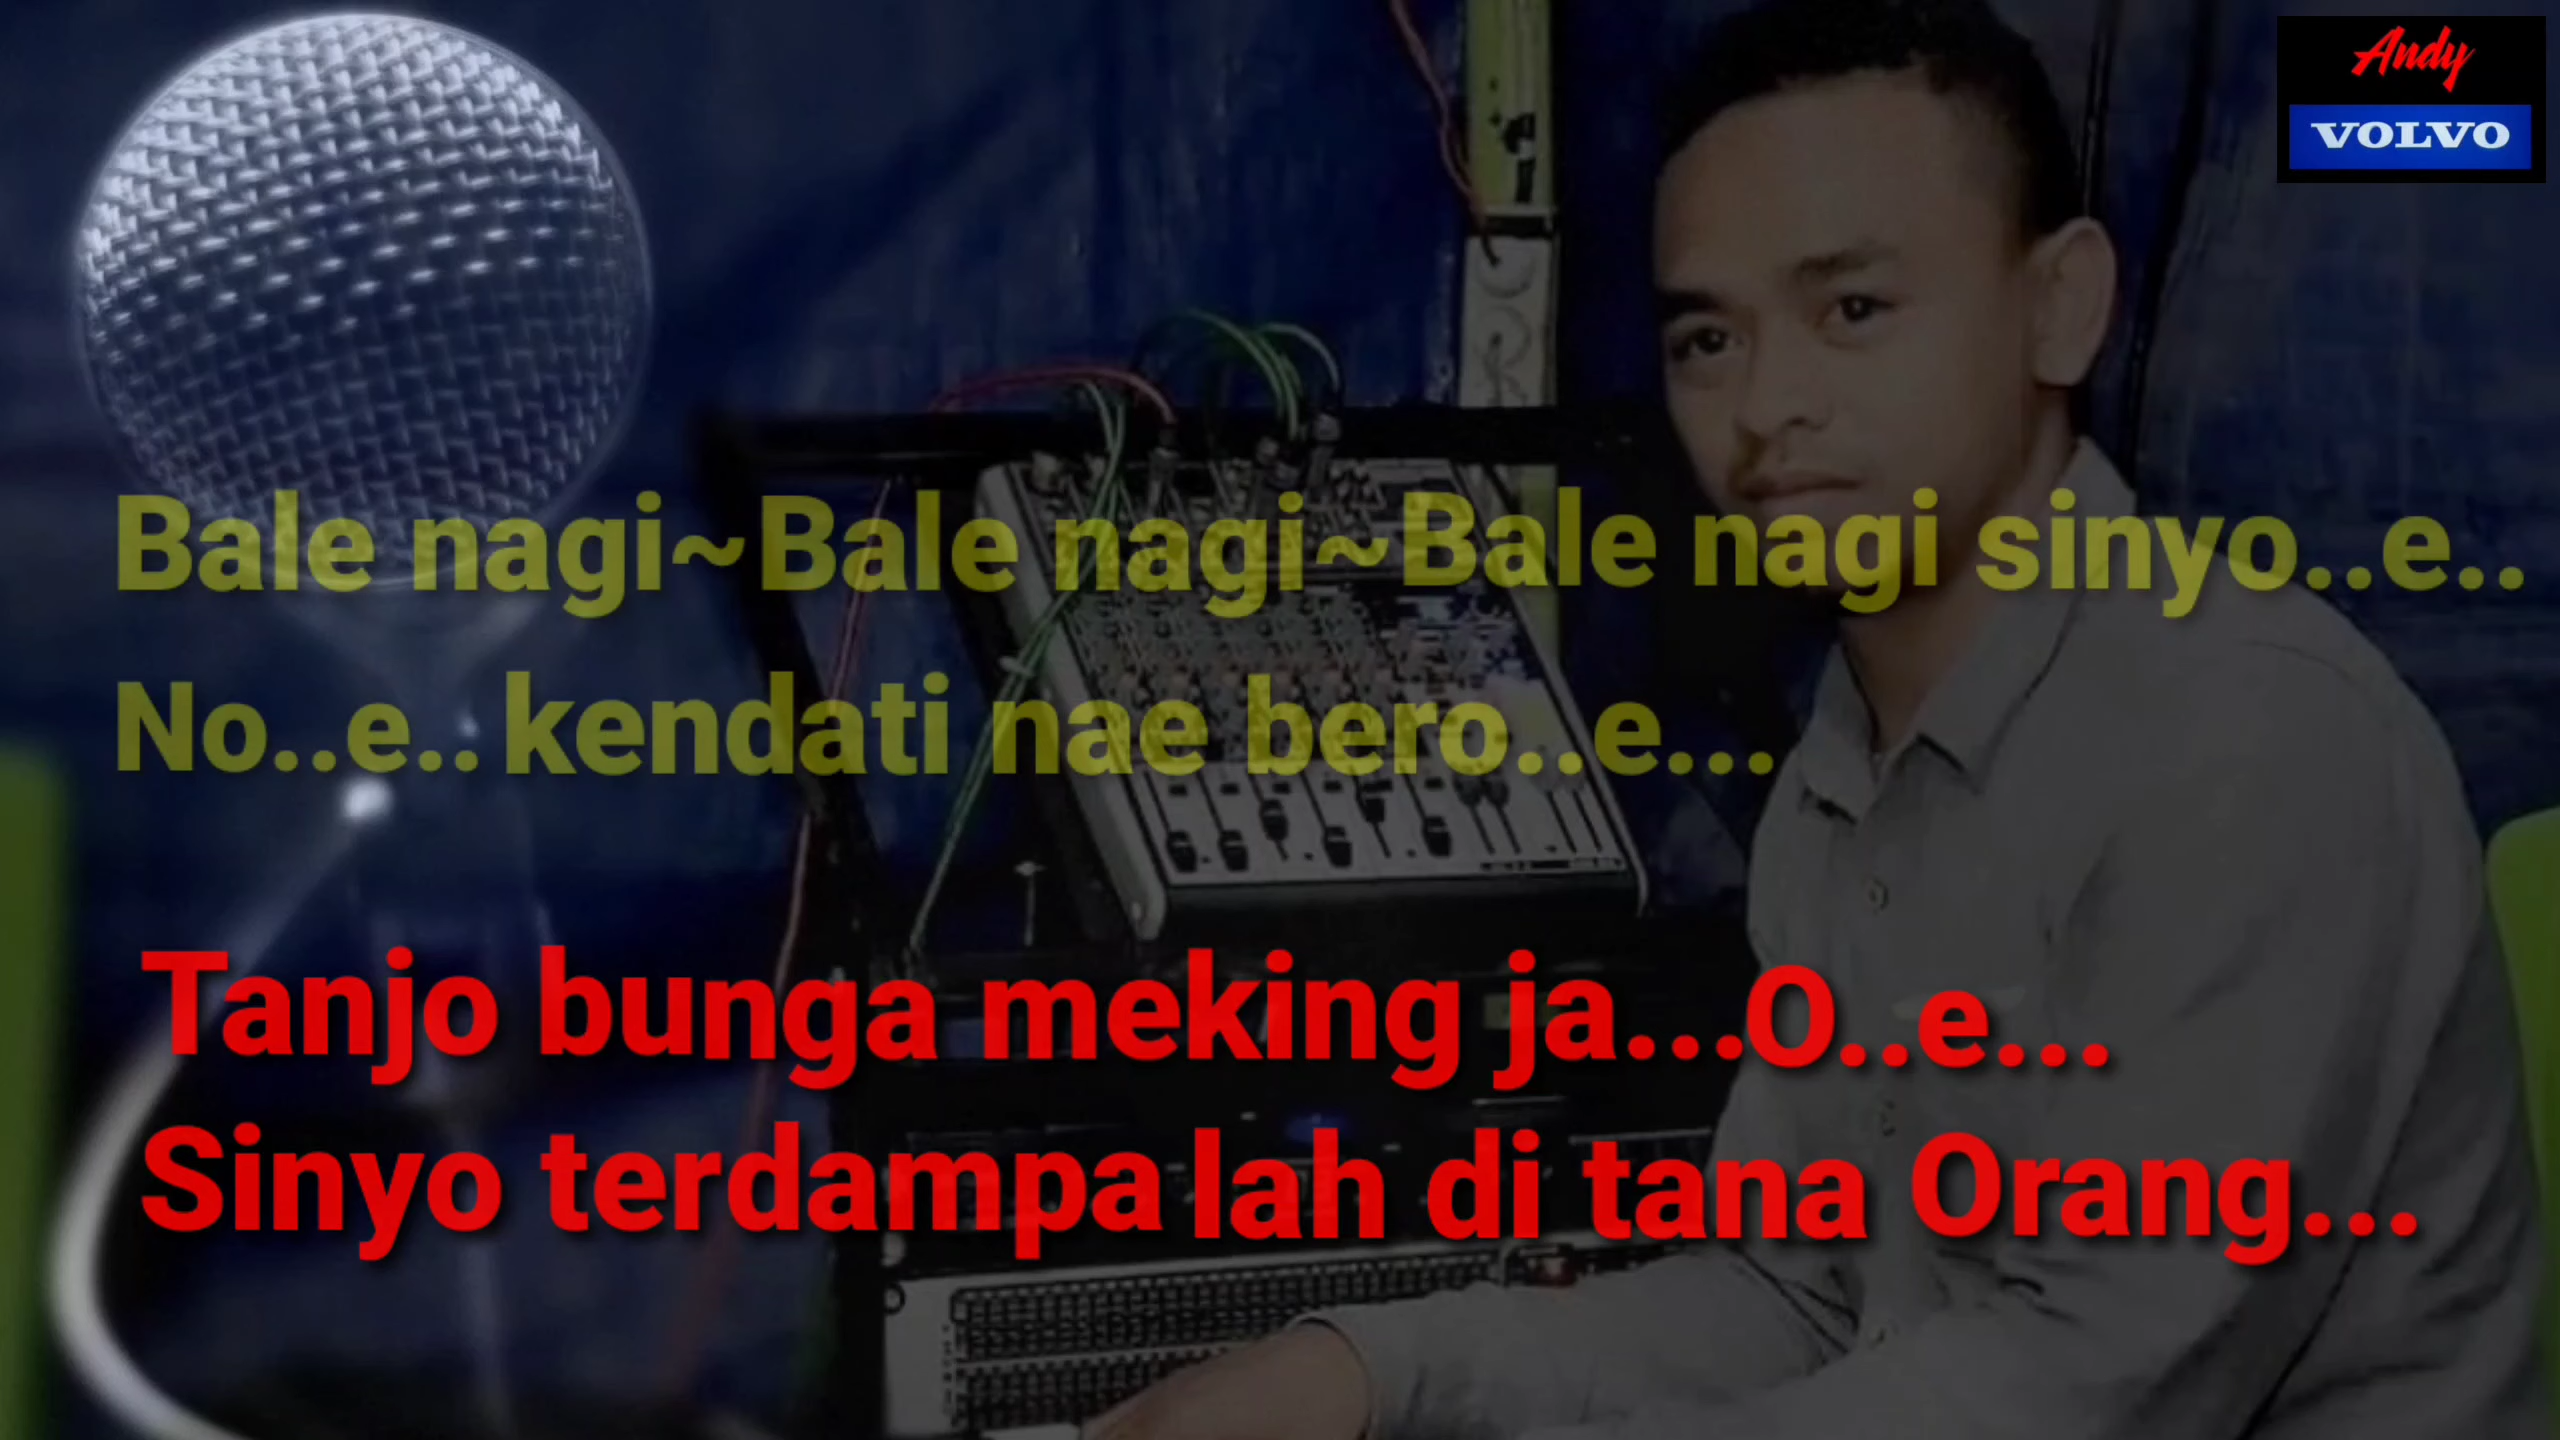 Andy
VOLVO
Bale nagi~Bale nagi~Bale nagi sinyo..e..
No..e.. kendati nae bero..e...
Tanjo bunga meking ja...O..e...
Sinyo terdampa lah di tana Orang...